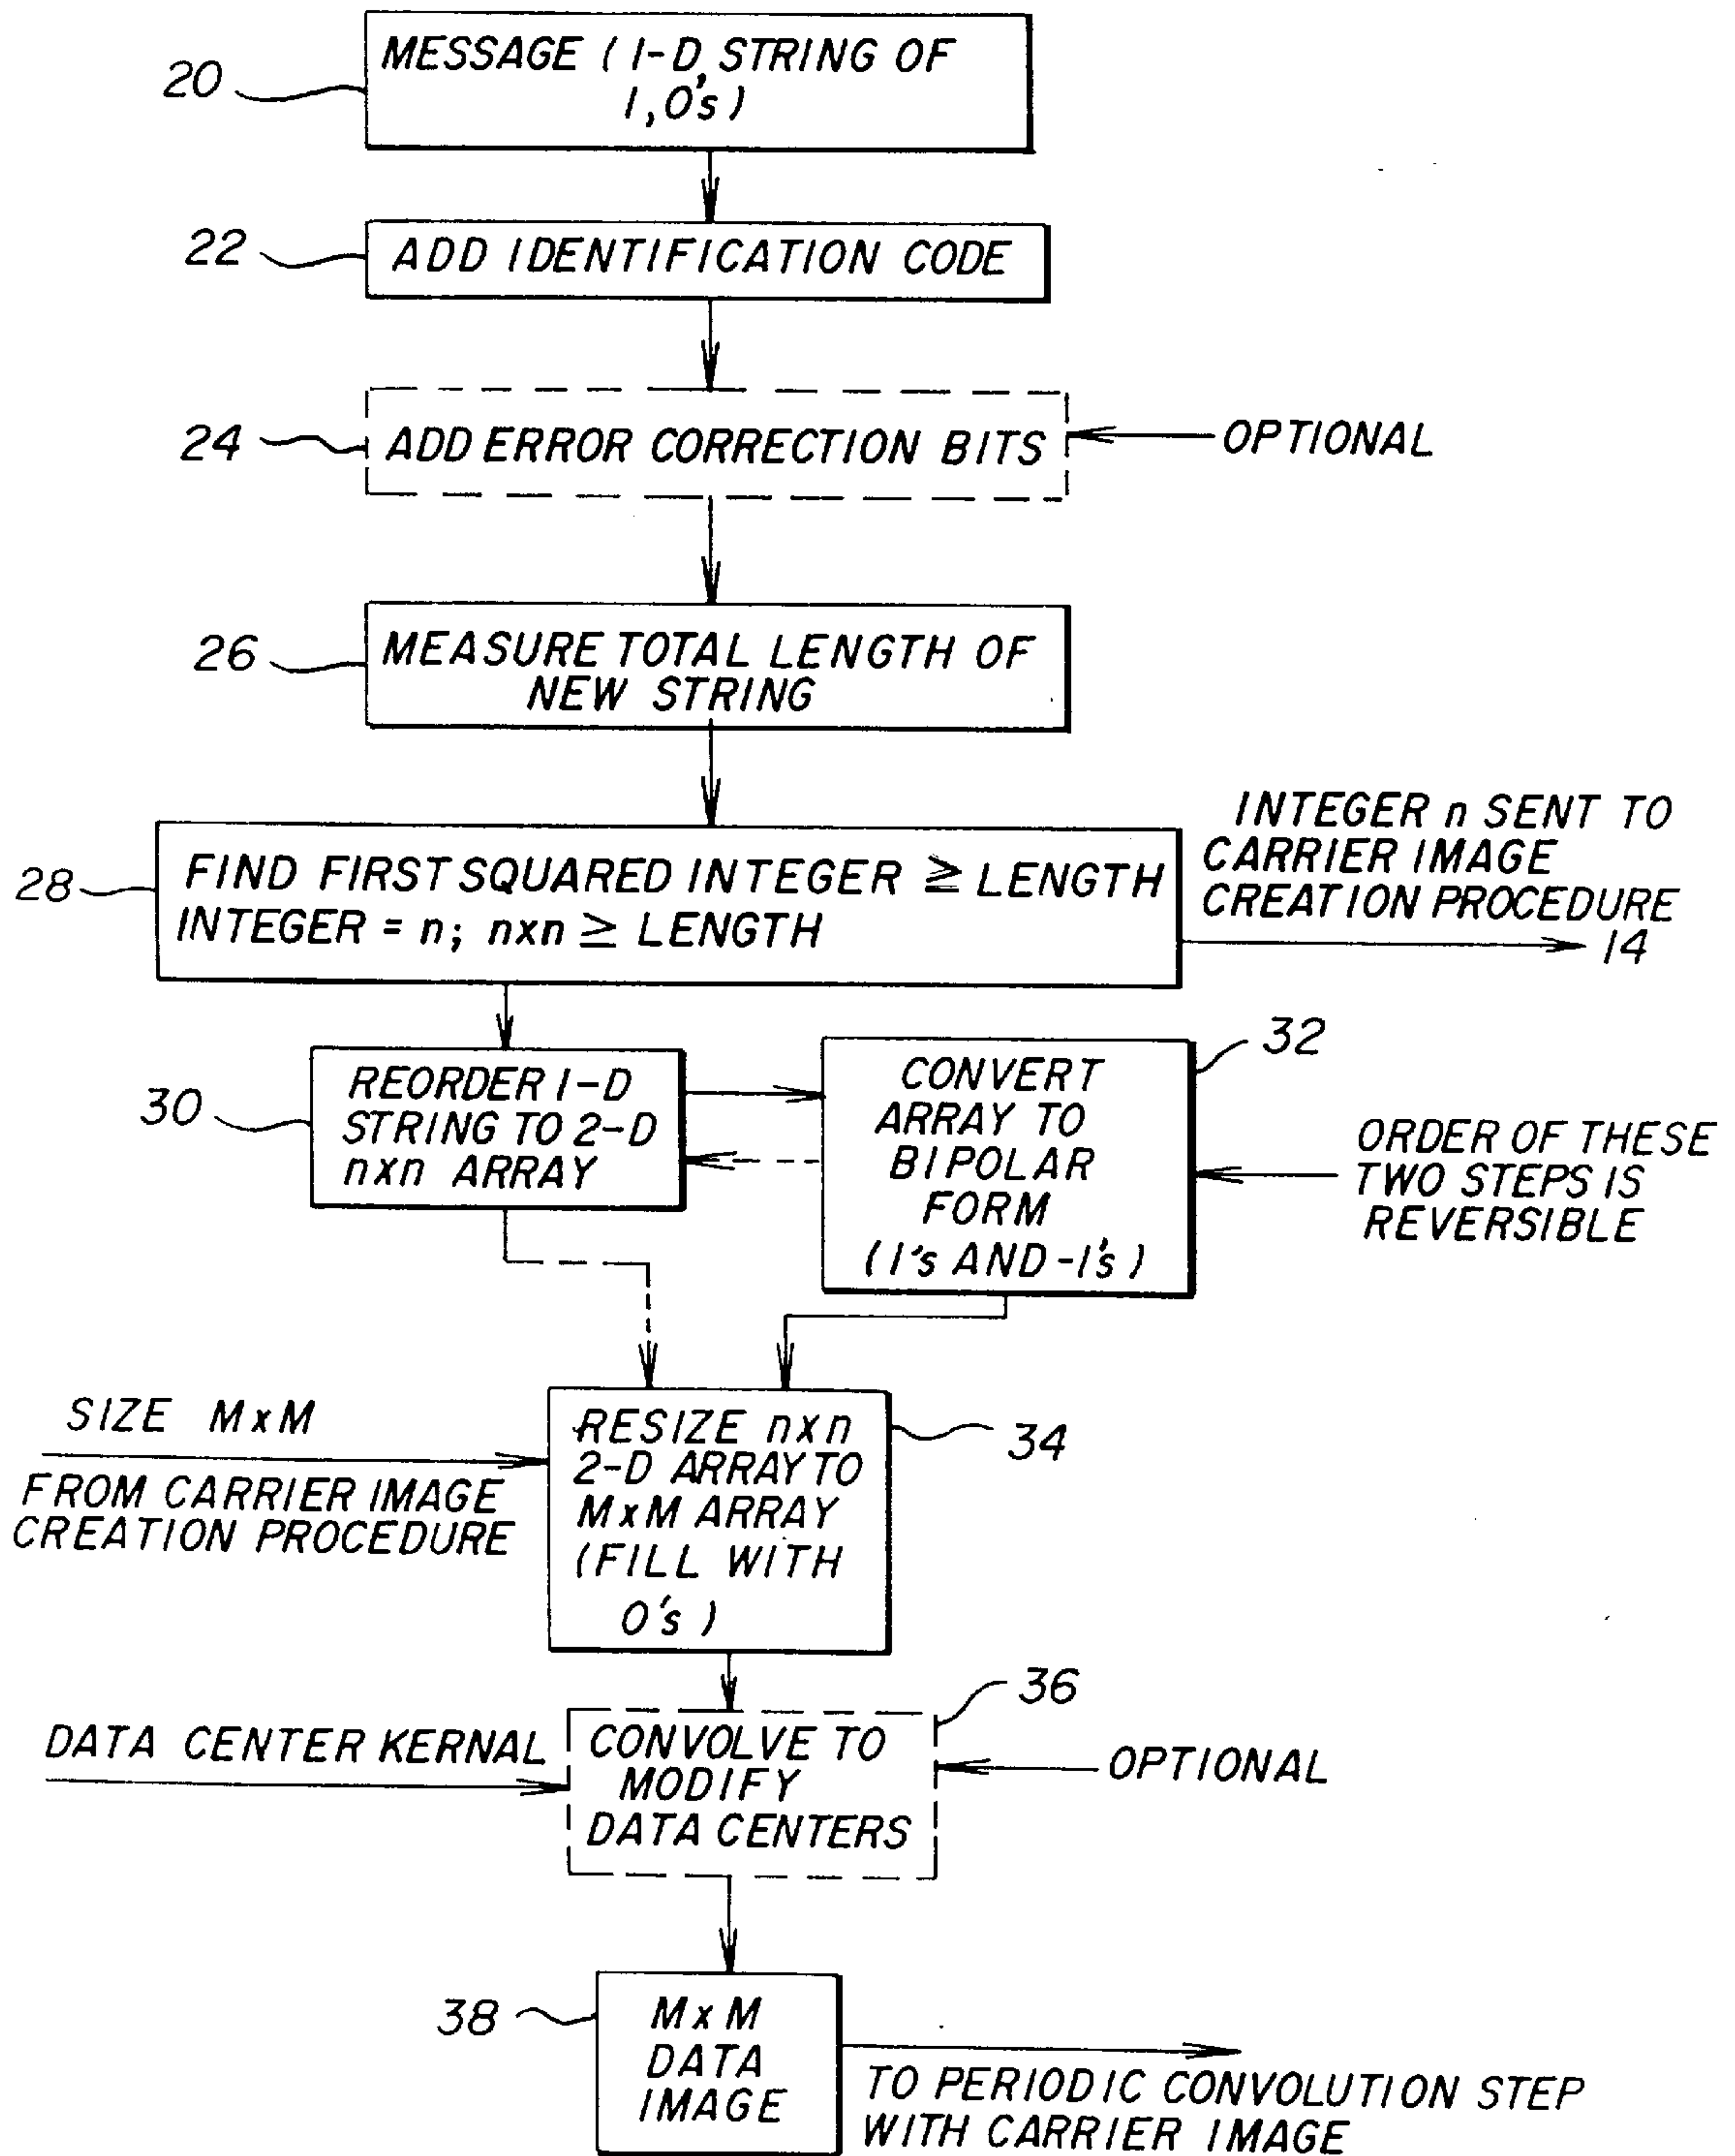 MESSAGE (1-D, STRING OF
1,0's)
20
22
ADD IDENTIFICATION CODE
24
ADD ERROR CORRECTION BITS
OPTIONAL
26
MEASURE TOTAL LENGTH OF
NEW STRING
INTEGER n SENT TO
CARRIER IMAGE
CREATION PROCEDURE
14
28
FIND FIRST SQUARED INTEGER ≥ LENGTH
INTEGER = n; nxn ≥ LENGTH
30
REORDER 1-D
STRING TO 2-D
nxn ARRAY
32
CONVERT
ARRAY TO
BIPOLAR
FORM
(1's AND -1's)
ORDER OF THESE
TWO STEPS IS
REVERSIBLE
SIZE MxM
FROM CARRIER IMAGE
CREATION PROCEDURE
RESIZE nxn
2-D ARRAY TO
MxM ARRAY
(FILL WITH
0's)
34
36
DATA CENTER KERNAL
CONVOLVE TO
MODIFY
DATA CENTERS
OPTIONAL
38
MxM
DATA
IMAGE
TO PERIODIC CONVOLUTION STEP
WITH CARRIER IMAGE